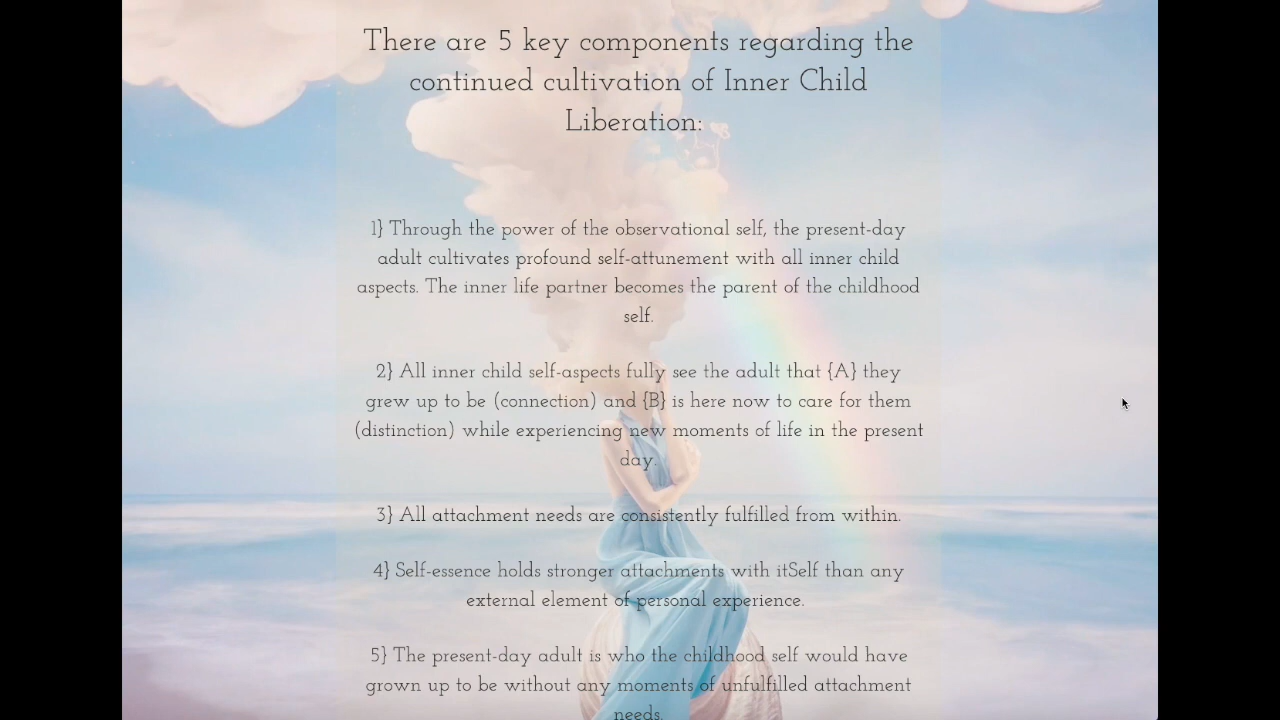 There are 5 key components regarding the
continued cultivation of Inner Child
Liberation:
1} Through the power of the observational self, the present-day
adult cultivates profound self-attunement with all inner child
aspects. The inner life partner becomes the parent of the childhood
self.
2} All inner child self-aspects fully see the adult that {A} they
grew up to be (connection) and {B} is here now to care for them
(distinction) while experiencing new moments of life in the present
day.
3} All attachment needs are consistently fulfilled from within.
4} Self-essence holds stronger attachments with itSelf than any
external element of personal experience.
5} The present-day adult is who the childhood self would have
grown up to be without any moments of unfulfilled attachment
needs.